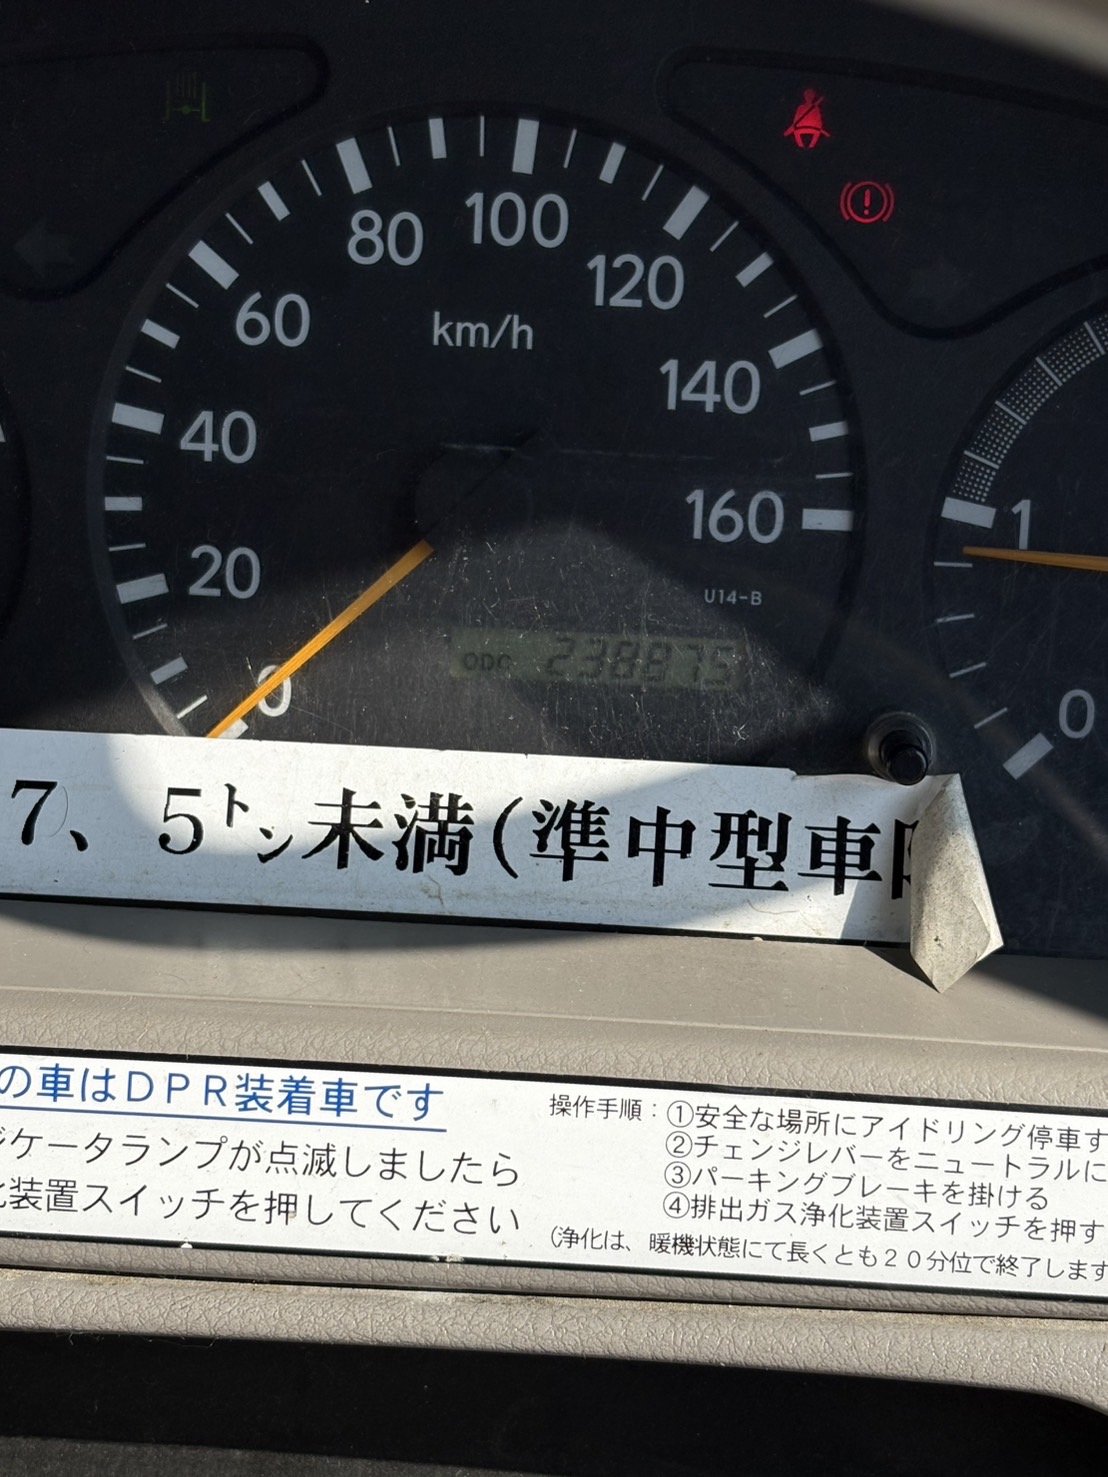 80
100
120
60
km/h
140
40
160
1
20
U14-B
ODO 238875
0
0
7、5トン未満(準中型車
の車はDPR装着車です
ジケータランプが点滅しましたら
装置スイッチを押してください
操作手順：①安全な場所にアイドリング停車す
②チェンジレバーをニュートラルに
③パーキングブレーキを掛ける
④排出ガス浄化装置スイッチを押す
(浄化は、暖機状態にて長くとも20分位で終了します